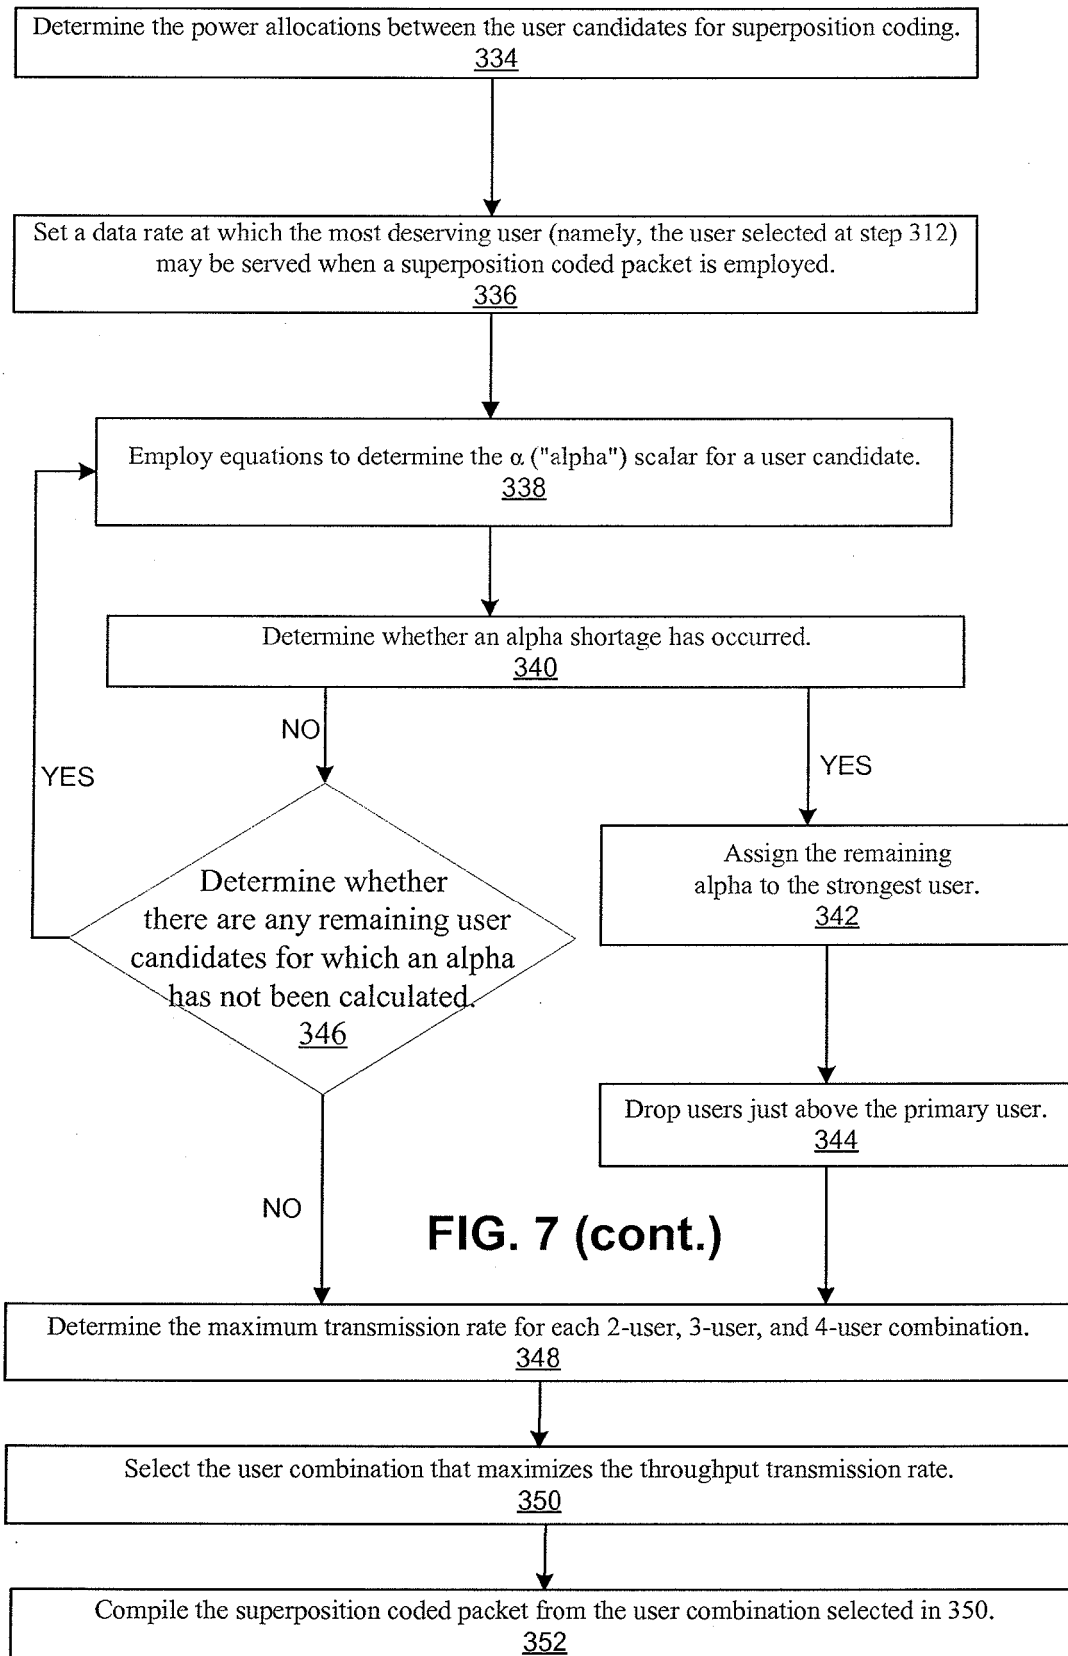 Determine the power allocations between the user candidates for superposition coding.
334
Set a data rate at which the most deserving user (namely, the user selected at step 312)
may be served when a superposition coded packet is employed.
336
Employ equations to determine the α ("alpha") scalar for a user candidate.
338
Determine whether an alpha shortage has occurred.
340
NO
YES
YES
Assign the remaining
alpha to the strongest user.
342
Determine whether
there are any remaining user
candidates for which an alpha
has not been calculated.
346
Drop users just above the primary user.
344
NO
FIG. 7 (cont.)
Determine the maximum transmission rate for each 2-user, 3-user, and 4-user combination.
348
Select the user combination that maximizes the throughput transmission rate.
350
Compile the superposition coded packet from the user combination selected in 350.
352